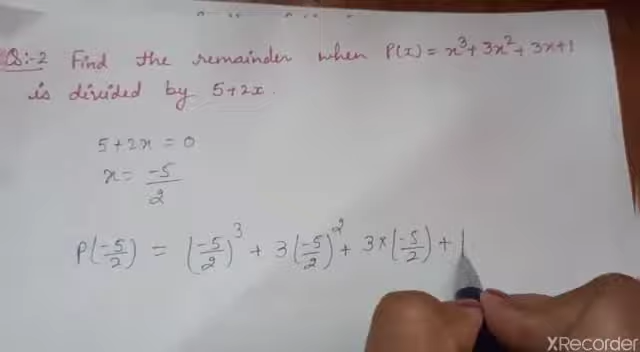 Q:-2 Find the remainder when P(x) = x³ + 3x² + 3x + 1
is divided by 5+2x.
5+2x = 0
x = -5/2
P(-5/2) = (-5/2)³ + 3(-5/2)² + 3×(-5/2) + 1
XRecorder